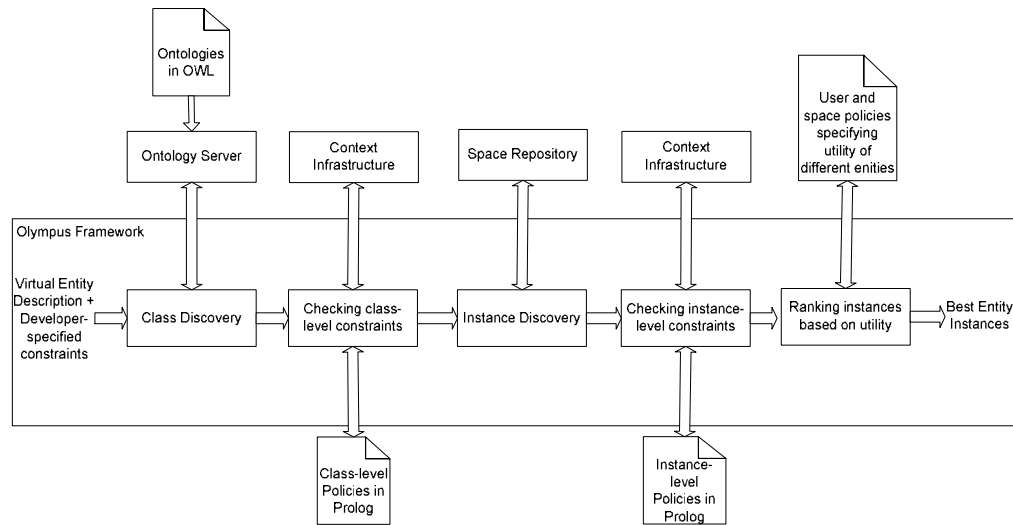 Ontologies
in OWL
User and
space policies
specifying
utility of
different enities
Ontology Server
Context
Infrastructure
Space Repository
Context
Infrastructure
Olympus Framework
Virtual Entity
Description +
Developer-
specified
constraints
Class Discovery
Checking class-
level constraints
Instance Discovery
Checking instance-
level constraints
Ranking instances
based on utility
Best Entity
Instances
Class-level
Policies in
Prolog
Instance-
level
Policies in
Prolog